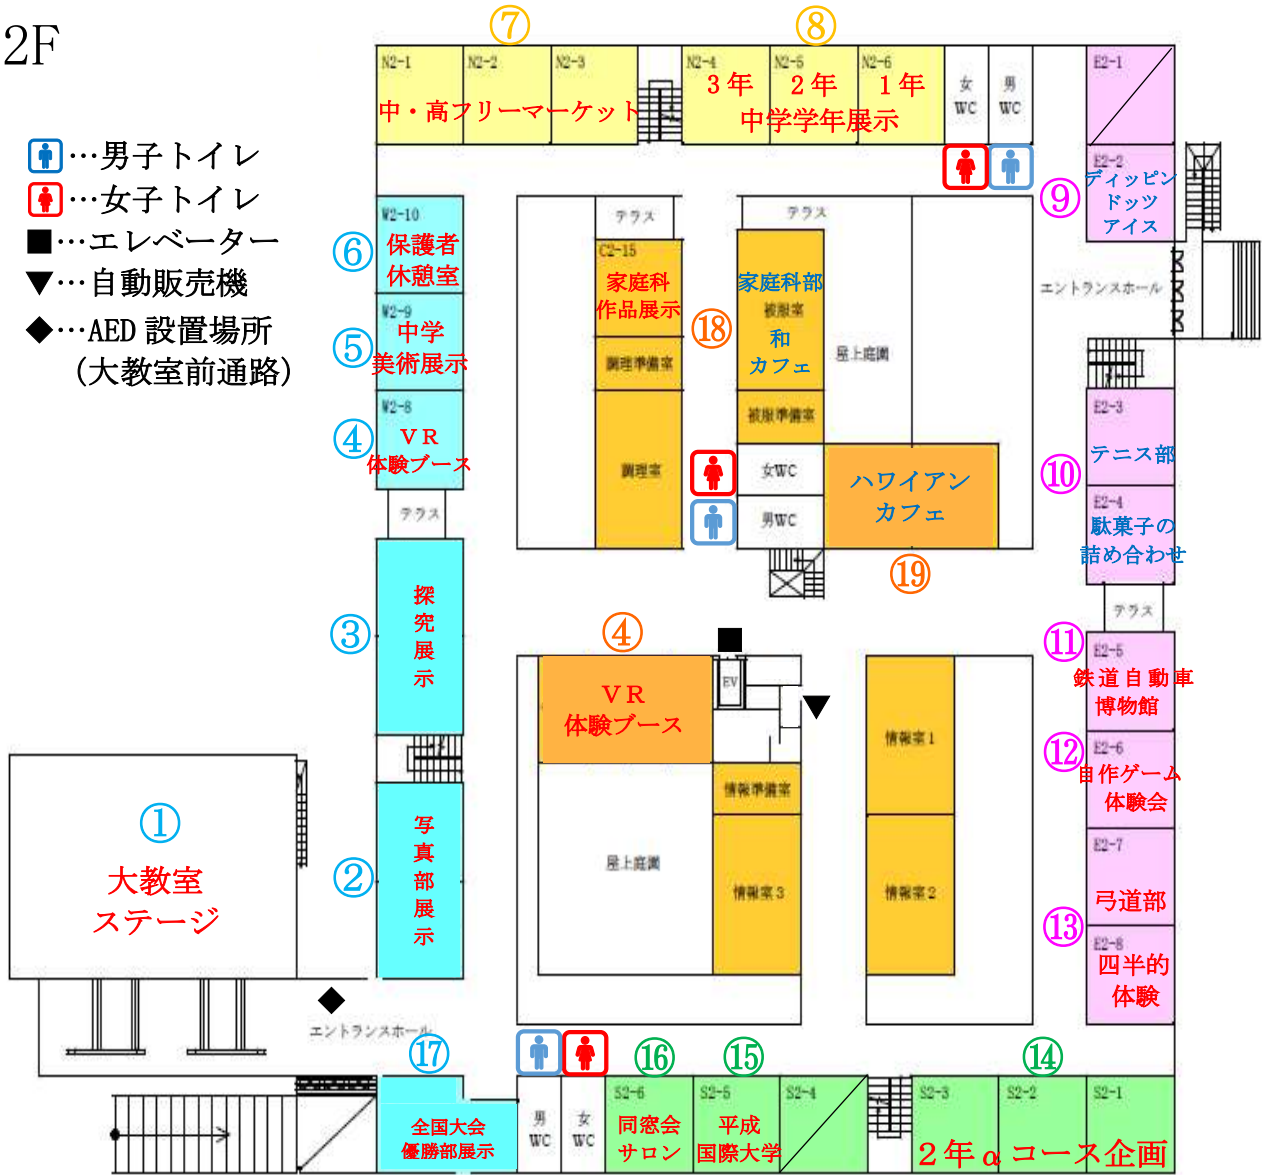 2F
…男子トイレ
…女子トイレ
■…エレベーター
▼…自動販売機
◆…AED 設置場所
(大教室前通路)
⑦
N2-1
N2-2
N2-3
中・高フリーマーケット
⑧
N2-4
N2-5
N2-6
3年
2年
1年
中学学年展示
女
WC
男
WC
E2-1
⑨
E2-2
ディッピン
ドッツ
アイス
エントランスホール
⑥
W2-10
保護者
休憩室
⑤
W2-9
中学
美術展示
④
W2-8
VR
体験ブース
テラス
テラス
C2-15
家庭科
作品展示
調理準備室
調理室
⑱
テラス
家庭科部
被服室
和
カフェ
被服準備室
女WC
男WC
屋上庭園
ハワイアン
カフェ
⑲
⑩
E2-3
テニス部
E2-4
駄菓子の
詰め合わせ
テラス
③
探究展示
④
VR
体験ブース
EV
情報準備室
情報室3
屋上庭園
情報室1
情報室2
⑪
E2-5
鉄道自動車
博物館
⑫
E2-6
自作ゲーム
体験会
⑬
E2-7
弓道部
E2-8
四半的
体験
①
大教室
ステージ
②
写真部展示
エントランスホール
⑰
全国大会
優勝部展示
男
WC
女
WC
⑯
S2-6
同窓会
サロン
⑮
S2-5
平成
国際大学
S2-4
⑭
S2-3
S2-2
S2-1
2年αコース企画